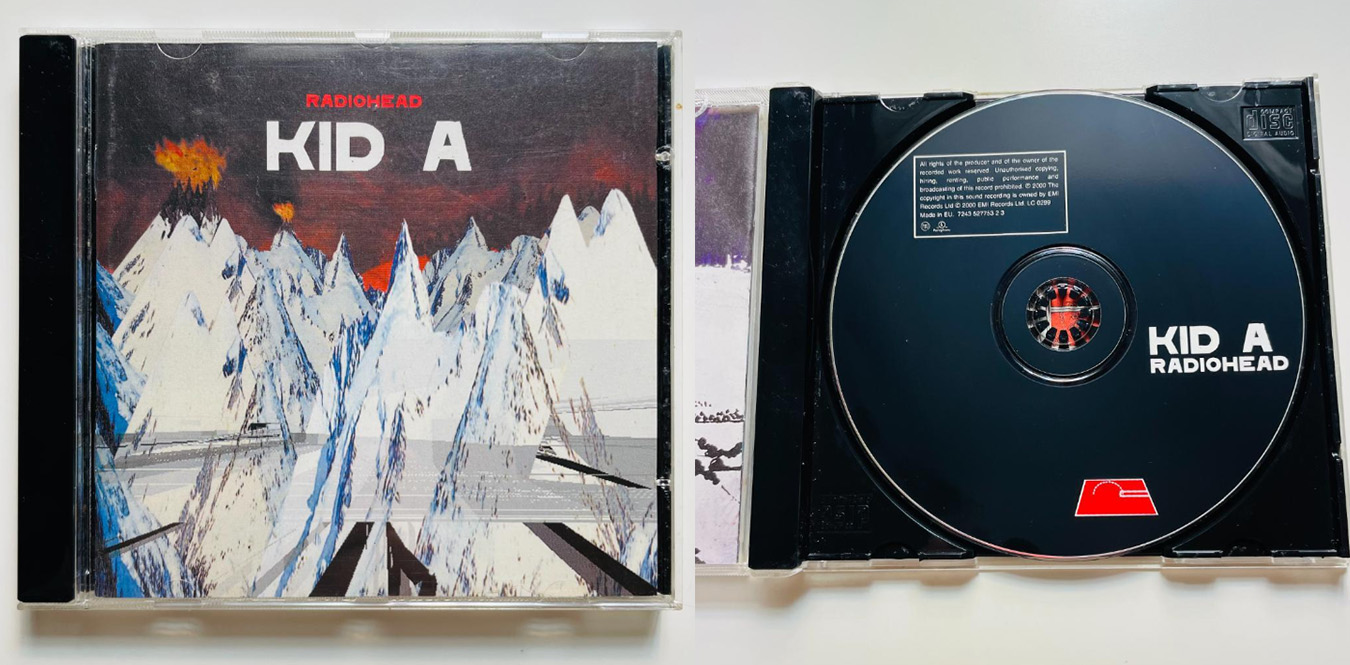 RADIOHEAD
KID A
COMPACT
disc
DIGITAL AUDIO
All rights of the producer and of the owner of the
recorded work reserved. Unauthorised copying,
hiring, renting, public performance and
broadcasting of this record prohibited. ℗ 2000 The
copyright in this sound recording is owned by EMI
Records Ltd © 2000 EMI Records Ltd. LC 0299
Made in EU. 7243 527753 2 3
Parlophone
KID A
RADIOHEAD